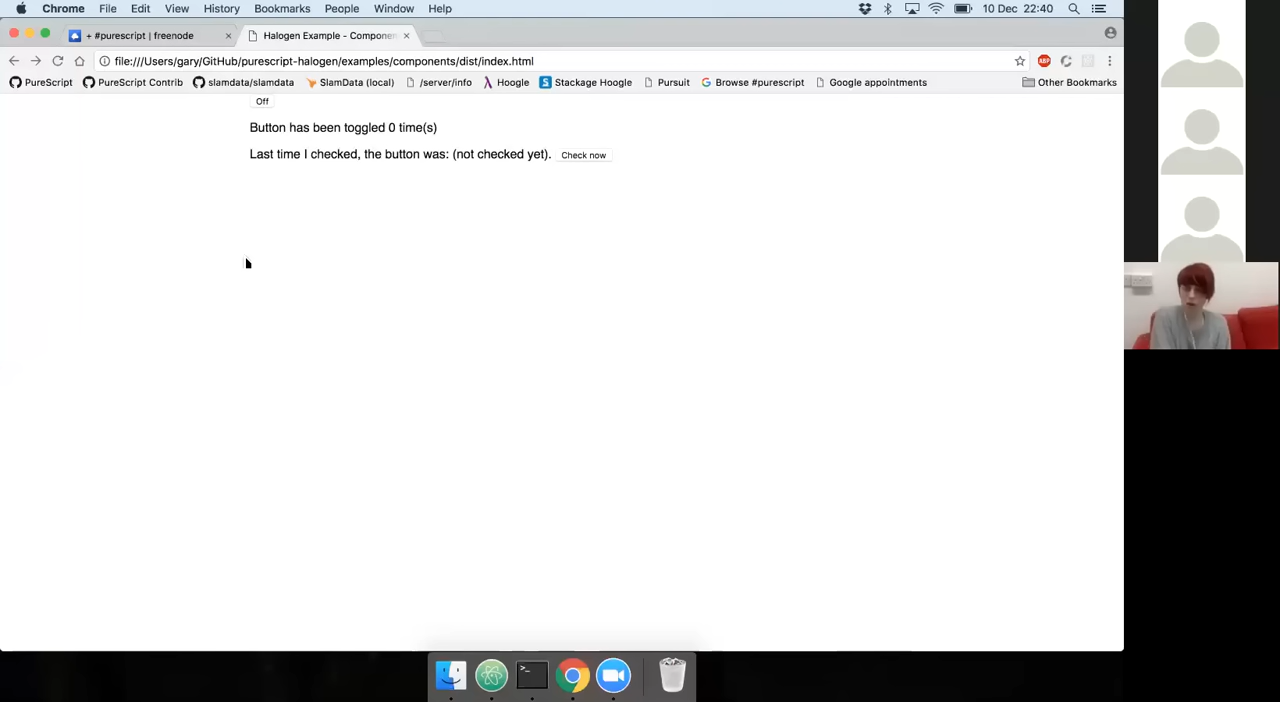 Chrome File Edit View History Bookmarks People Window Help 10 Dec 22:40
+ #purescript | freenode × Halogen Example - Componen ×
file:///Users/gary/GitHub/purescript-halogen/examples/components/dist/index.html ABP
PureScript PureScript Contrib slamdata/slamdata SlamData (local) /server/info Hoogle Stackage Hoogle Pursuit Browse #purescript Google appointments Other Bookmarks
Off
Button has been toggled 0 time(s)
Last time I checked, the button was: (not checked yet). Check now